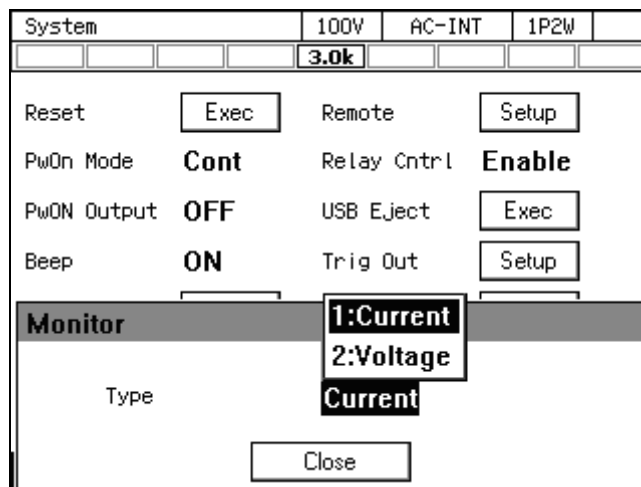 System 100V AC-INT 1P2W
3.0k
Reset Exec Remote Setup
PwOn Mode Cont Relay Cntrl Enable
PwON Output OFF USB Eject Exec
Beep ON Trig Out Setup
Monitor 1:Current
2:Voltage
Type Current
Close